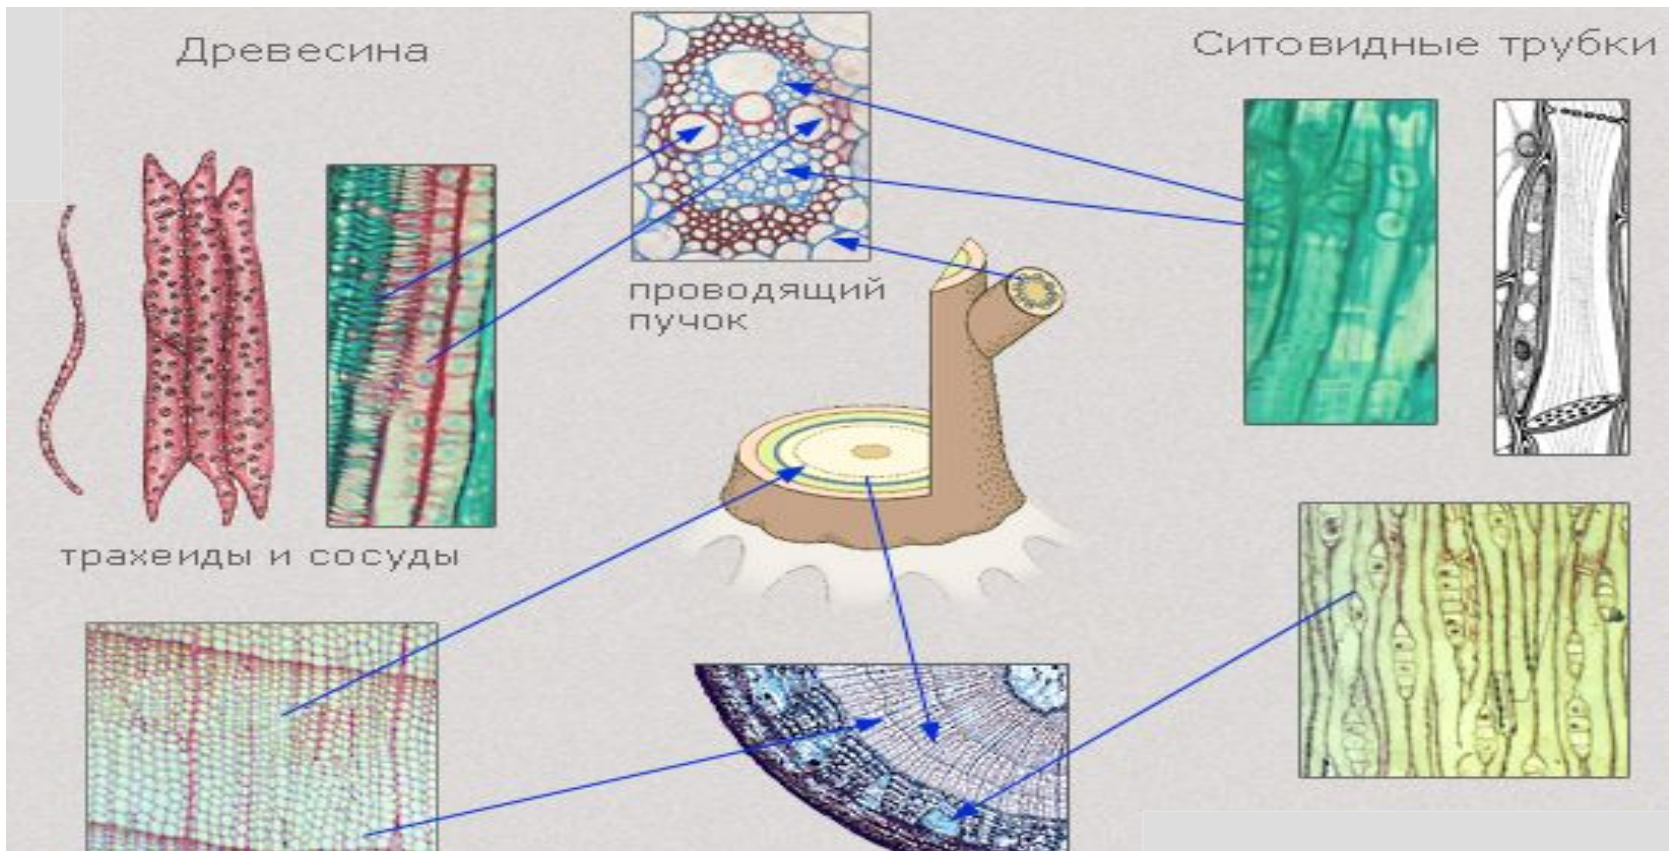 Древесина
Ситовидные трубки
проводящий
пучок
трахеиды и сосуды